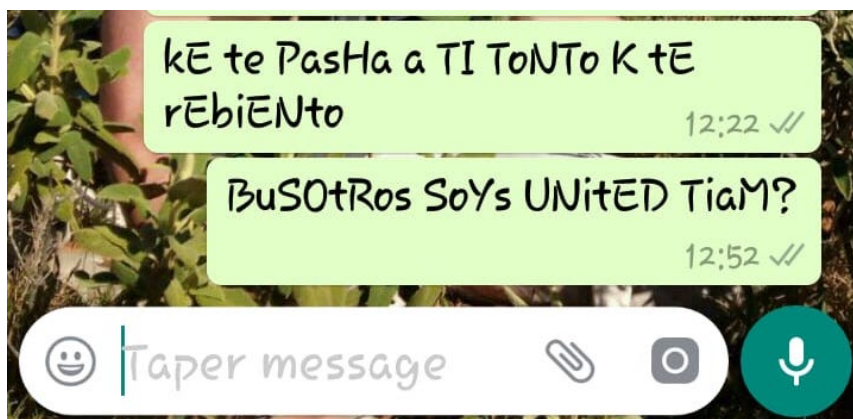 kE te PasHa a TI ToNTo K tE
rEbiENto
12:22
BuSOtRos SoYs UNitED TiaM?
12:52
Taper message